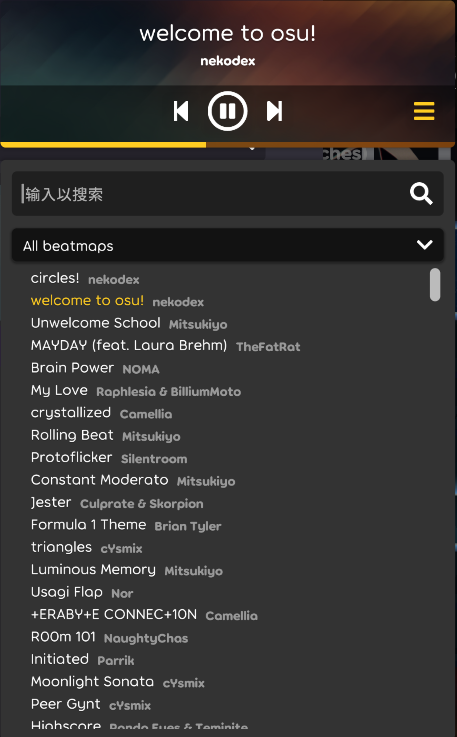 welcome to osu!
nekodex
ches)
输入以搜索
All beatmaps
circles! nekodex
welcome to osu! nekodex
Unwelcome School Mitsukiyo
MAYDAY (feat. Laura Brehm) TheFatRat
Brain Power NOMA
My Love Raphlesia & BilliumMoto
crystallized Camellia
Rolling Beat Mitsukiyo
Protoflicker Silentroom
Constant Moderato Mitsukiyo
Jester Culprate & Skorpion
Formula 1 Theme Brian Tyler
triangles cYsmix
Luminous Memory Mitsukiyo
Usagi Flap Nor
+ERABY+E CONNEC+10N Camellia
R00m 101 NaughtyChas
Initiated Parrik
Moonlight Sonata cYsmix
Peer Gynt cYsmix
Highscore Panda Eyes & Teminite